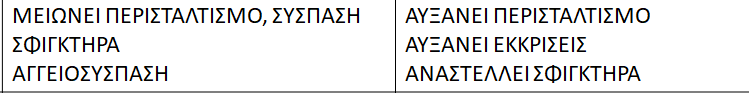 ΜΕΙΩΝΕΙ ΠΕΡΙΣΤΑΛΤΙΣΜΟ, ΣΥΣΠΑΣΗ
ΣΦΙΓΚΤΗΡΑ
ΑΓΓΕΙΟΣΥΣΠΑΣΗ
ΑΥΞΑΝΕΙ ΠΕΡΙΣΤΑΛΤΙΣΜΟ
ΑΥΞΑΝΕΙ ΕΚΚΡΙΣΕΙΣ
ΑΝΑΣΤΕΛΛΕΙ ΣΦΙΓΚΤΗΡΑ